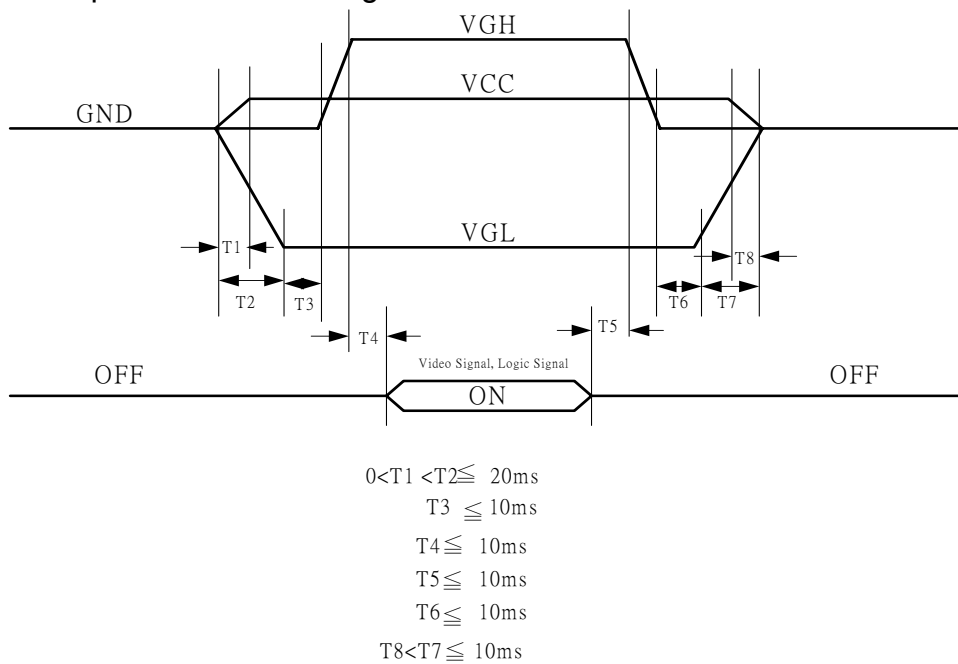 VGH
VCC
GND
VGL
T1
T8
T2
T3
T6
T7
T4
T5
Video Signal, Logic Signal
OFF
ON
OFF
0<T1 <T2≦ 20ms
T3 ≦ 10ms
T4≦ 10ms
T5≦ 10ms
T6≦ 10ms
T8<T7≦ 10ms